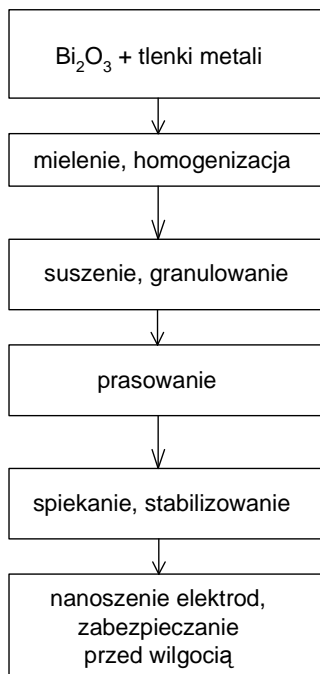 Bi₂O₃ + tlenki metali
mielenie, homogenizacja
suszenie, granulowanie
prasowanie
spiekanie, stabilizowanie
nanoszenie elektrod,
zabezpieczanie
przed wilgocią